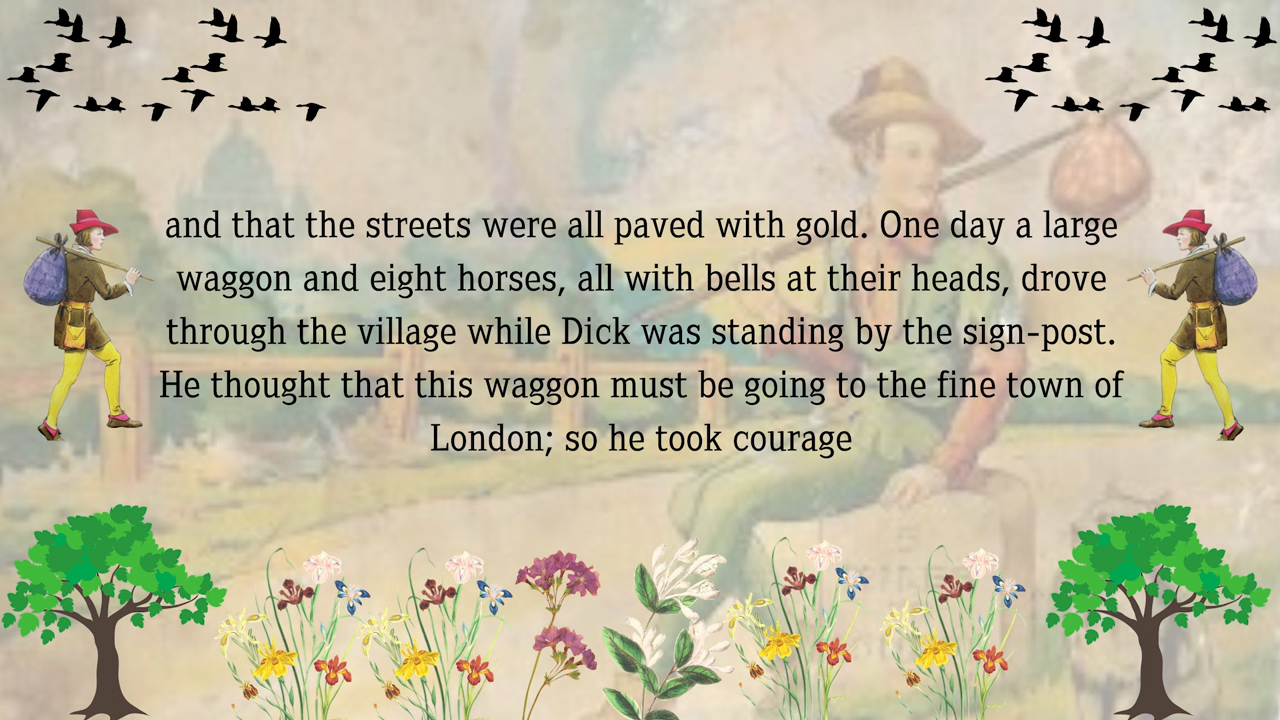 and that the streets were all paved with gold. One day a large
waggon and eight horses, all with bells at their heads, drove
through the village while Dick was standing by the sign-post.
He thought that this waggon must be going to the fine town of
London; so he took courage